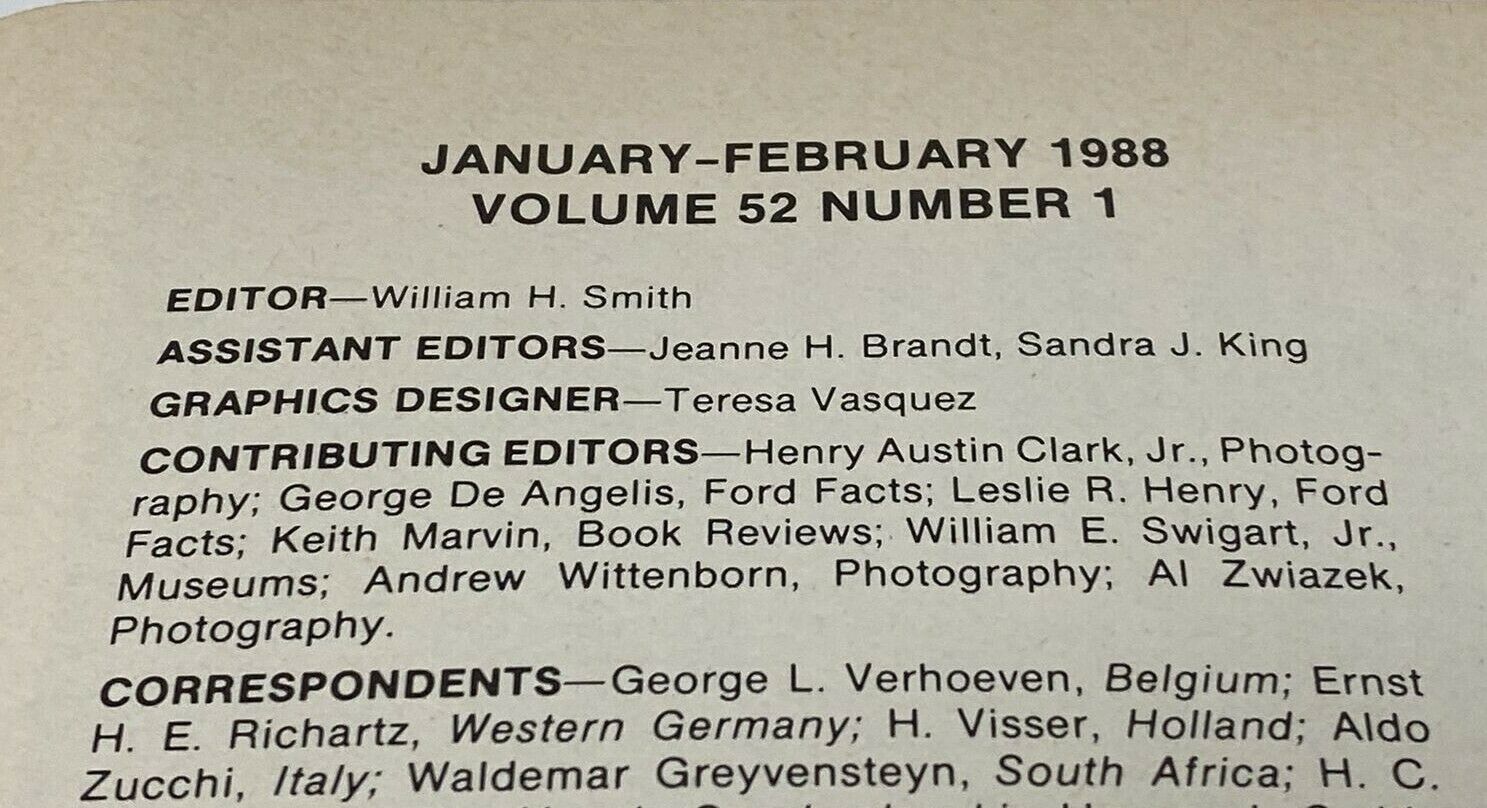 JANUARY–FEBRUARY 1988
VOLUME 52 NUMBER 1
EDITOR—William H. Smith
ASSISTANT EDITORS—Jeanne H. Brandt, Sandra J. King
GRAPHICS DESIGNER—Teresa Vasquez
CONTRIBUTING EDITORS—Henry Austin Clark, Jr., Photog-
raphy; George De Angelis, Ford Facts; Leslie R. Henry, Ford
Facts; Keith Marvin, Book Reviews; William E. Swigart, Jr.,
Museums; Andrew Wittenborn, Photography; Al Zwiazek,
Photography.
CORRESPONDENTS—George L. Verhoeven, Belgium; Ernst
H. E. Richartz, Western Germany; H. Visser, Holland; Aldo
Zucchi, Italy; Waldemar Greyvensteyn, South Africa; H. C.